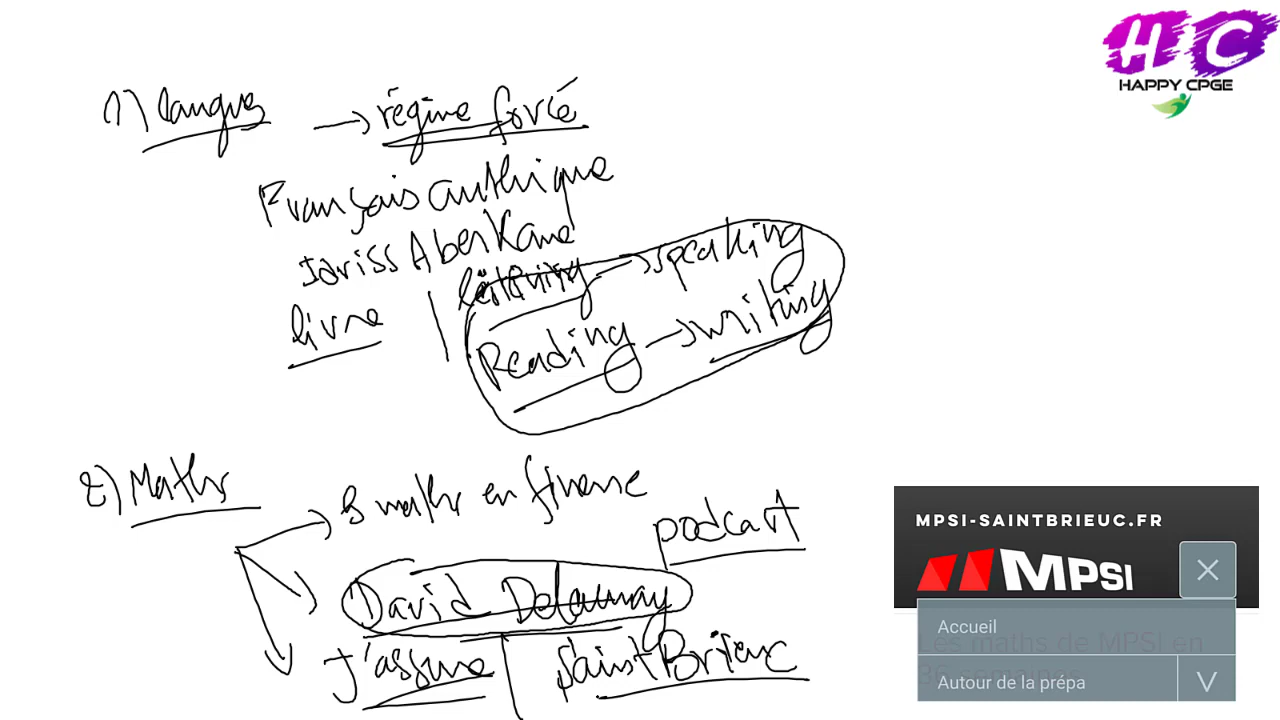 HC
HAPPY CPGE
1) langues → régime forcé
Français authique
Idriss Aberkane
livre
listening → speaking
Reading → writing
2) Maths
→ maths en finesse
podcast
David Delaunay
J'assure
Saint Brieuc
MPSI-SAINTBRIEUC.FR
MPSI
Accueil
Les maths de MPSI en
Autour de la prépa